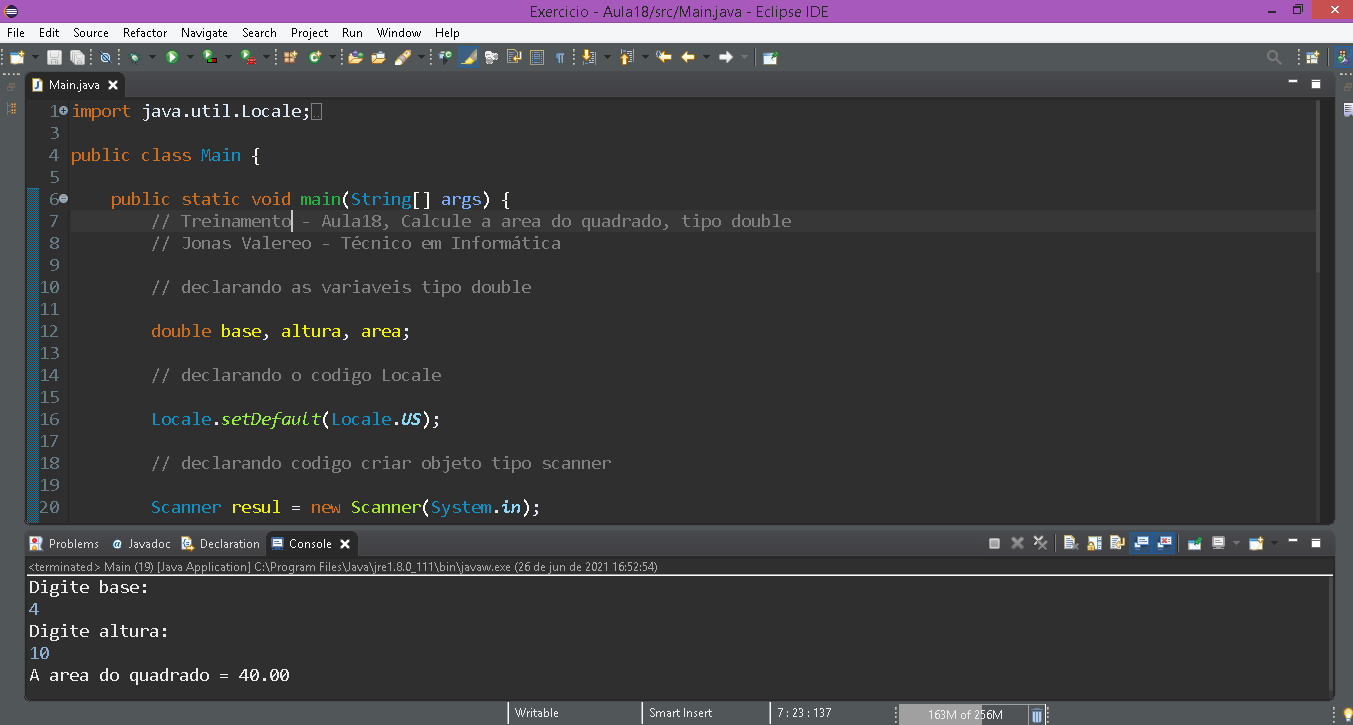 Exercicio - Aula18/src/Main.java - Eclipse IDE
File Edit Source Refactor Navigate Search Project Run Window Help
Main.java
1 import java.util.Locale;
3
4 public class Main {
5
6 public static void main(String[] args) {
7 // Treinamento - Aula18, Calcule a area do quadrado, tipo double
8 // Jonas Valereo - Técnico em Informática
9
10 // declarando as variaveis tipo double
11
12 double base, altura, area;
13
14 // declarando o codigo Locale
15
16 Locale.setDefault(Locale.US);
17
18 // declarando codigo criar objeto tipo scanner
19
20 Scanner resul = new Scanner(System.in);
Problems Javadoc Declaration Console
<terminated> Main (19) [Java Application] C:\Program Files\Java\jre1.8.0_111\bin\javaw.exe (26 de jun de 2021 16:52:54)
Digite base:
4
Digite altura:
10
A area do quadrado = 40.00
Writable Smart Insert 7 : 23 : 137 163M of 256M